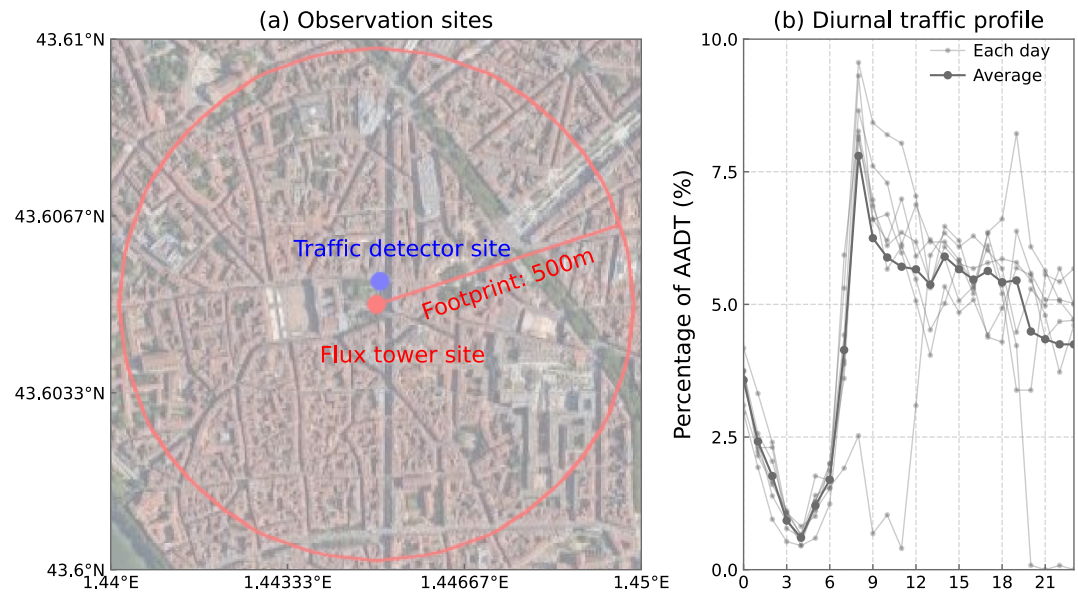 (a) Observation sites
43.61°N
43.6067°N
43.6033°N
43.6°N
1.44°E
1.44333°E
1.44667°E
1.45°E
Traffic detector site
Footprint: 500m
Flux tower site
(b) Diurnal traffic profile
Each day
Average
Percentage of AADT (%)
10.0
7.5
5.0
2.5
0.0
0 3 6 9 12 15 18 21